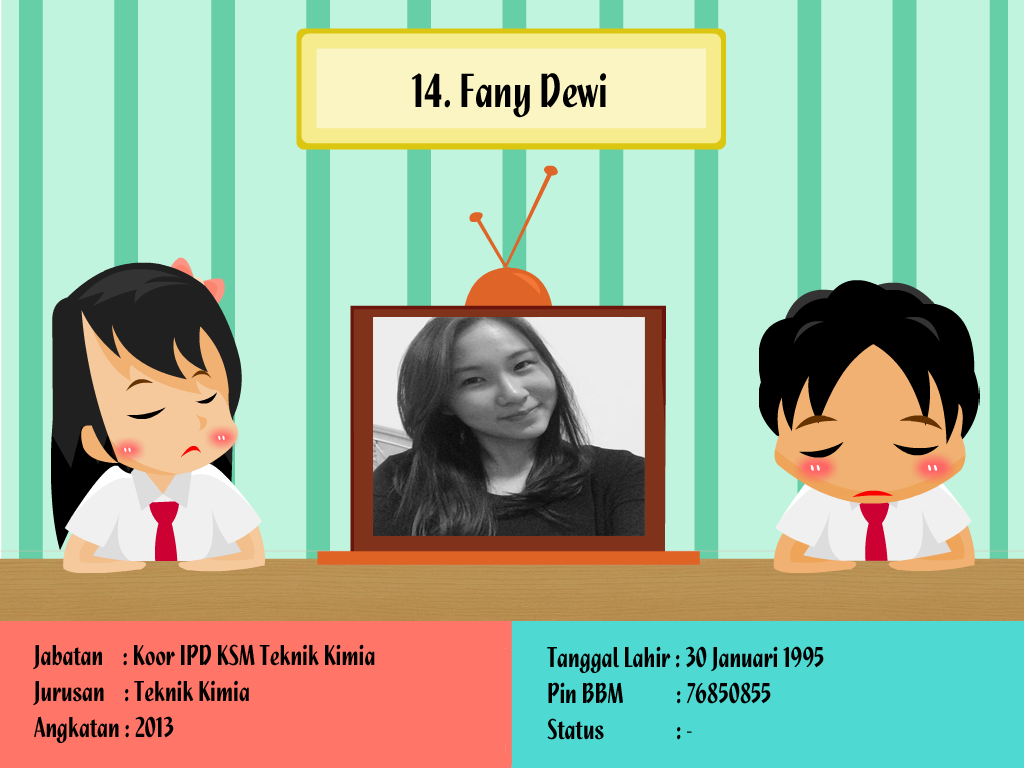 14. Fany Dewi
Jabatan : Koor IPD KSM Teknik Kimia
Jurusan : Teknik Kimia
Angkatan : 2013
Tanggal Lahir : 30 Januari 1995
Pin BBM : 76850855
Status : -